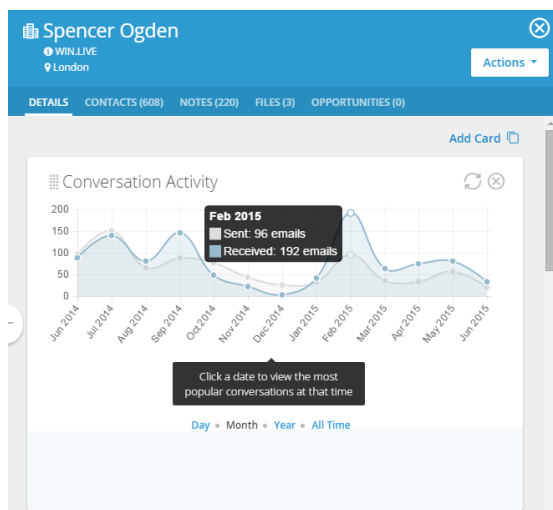 Spencer Ogden
WIN.LIVE
London
Actions
DETAILS CONTACTS (608) NOTES (220) FILES (3) OPPORTUNITIES (0)
Add Card
Conversation Activity
200
150
100
50
0
Feb 2015
Sent: 96 emails
Received: 192 emails
Jun 2014 Jul 2014 Aug 2014 Sep 2014 Oct 2014 Nov 2014 Dec 2014 Jan 2015 Feb 2015 Mar 2015 Apr 2015 May 2015 Jun 2015
Click a date to view the most
popular conversations at that time
Day Month Year All Time